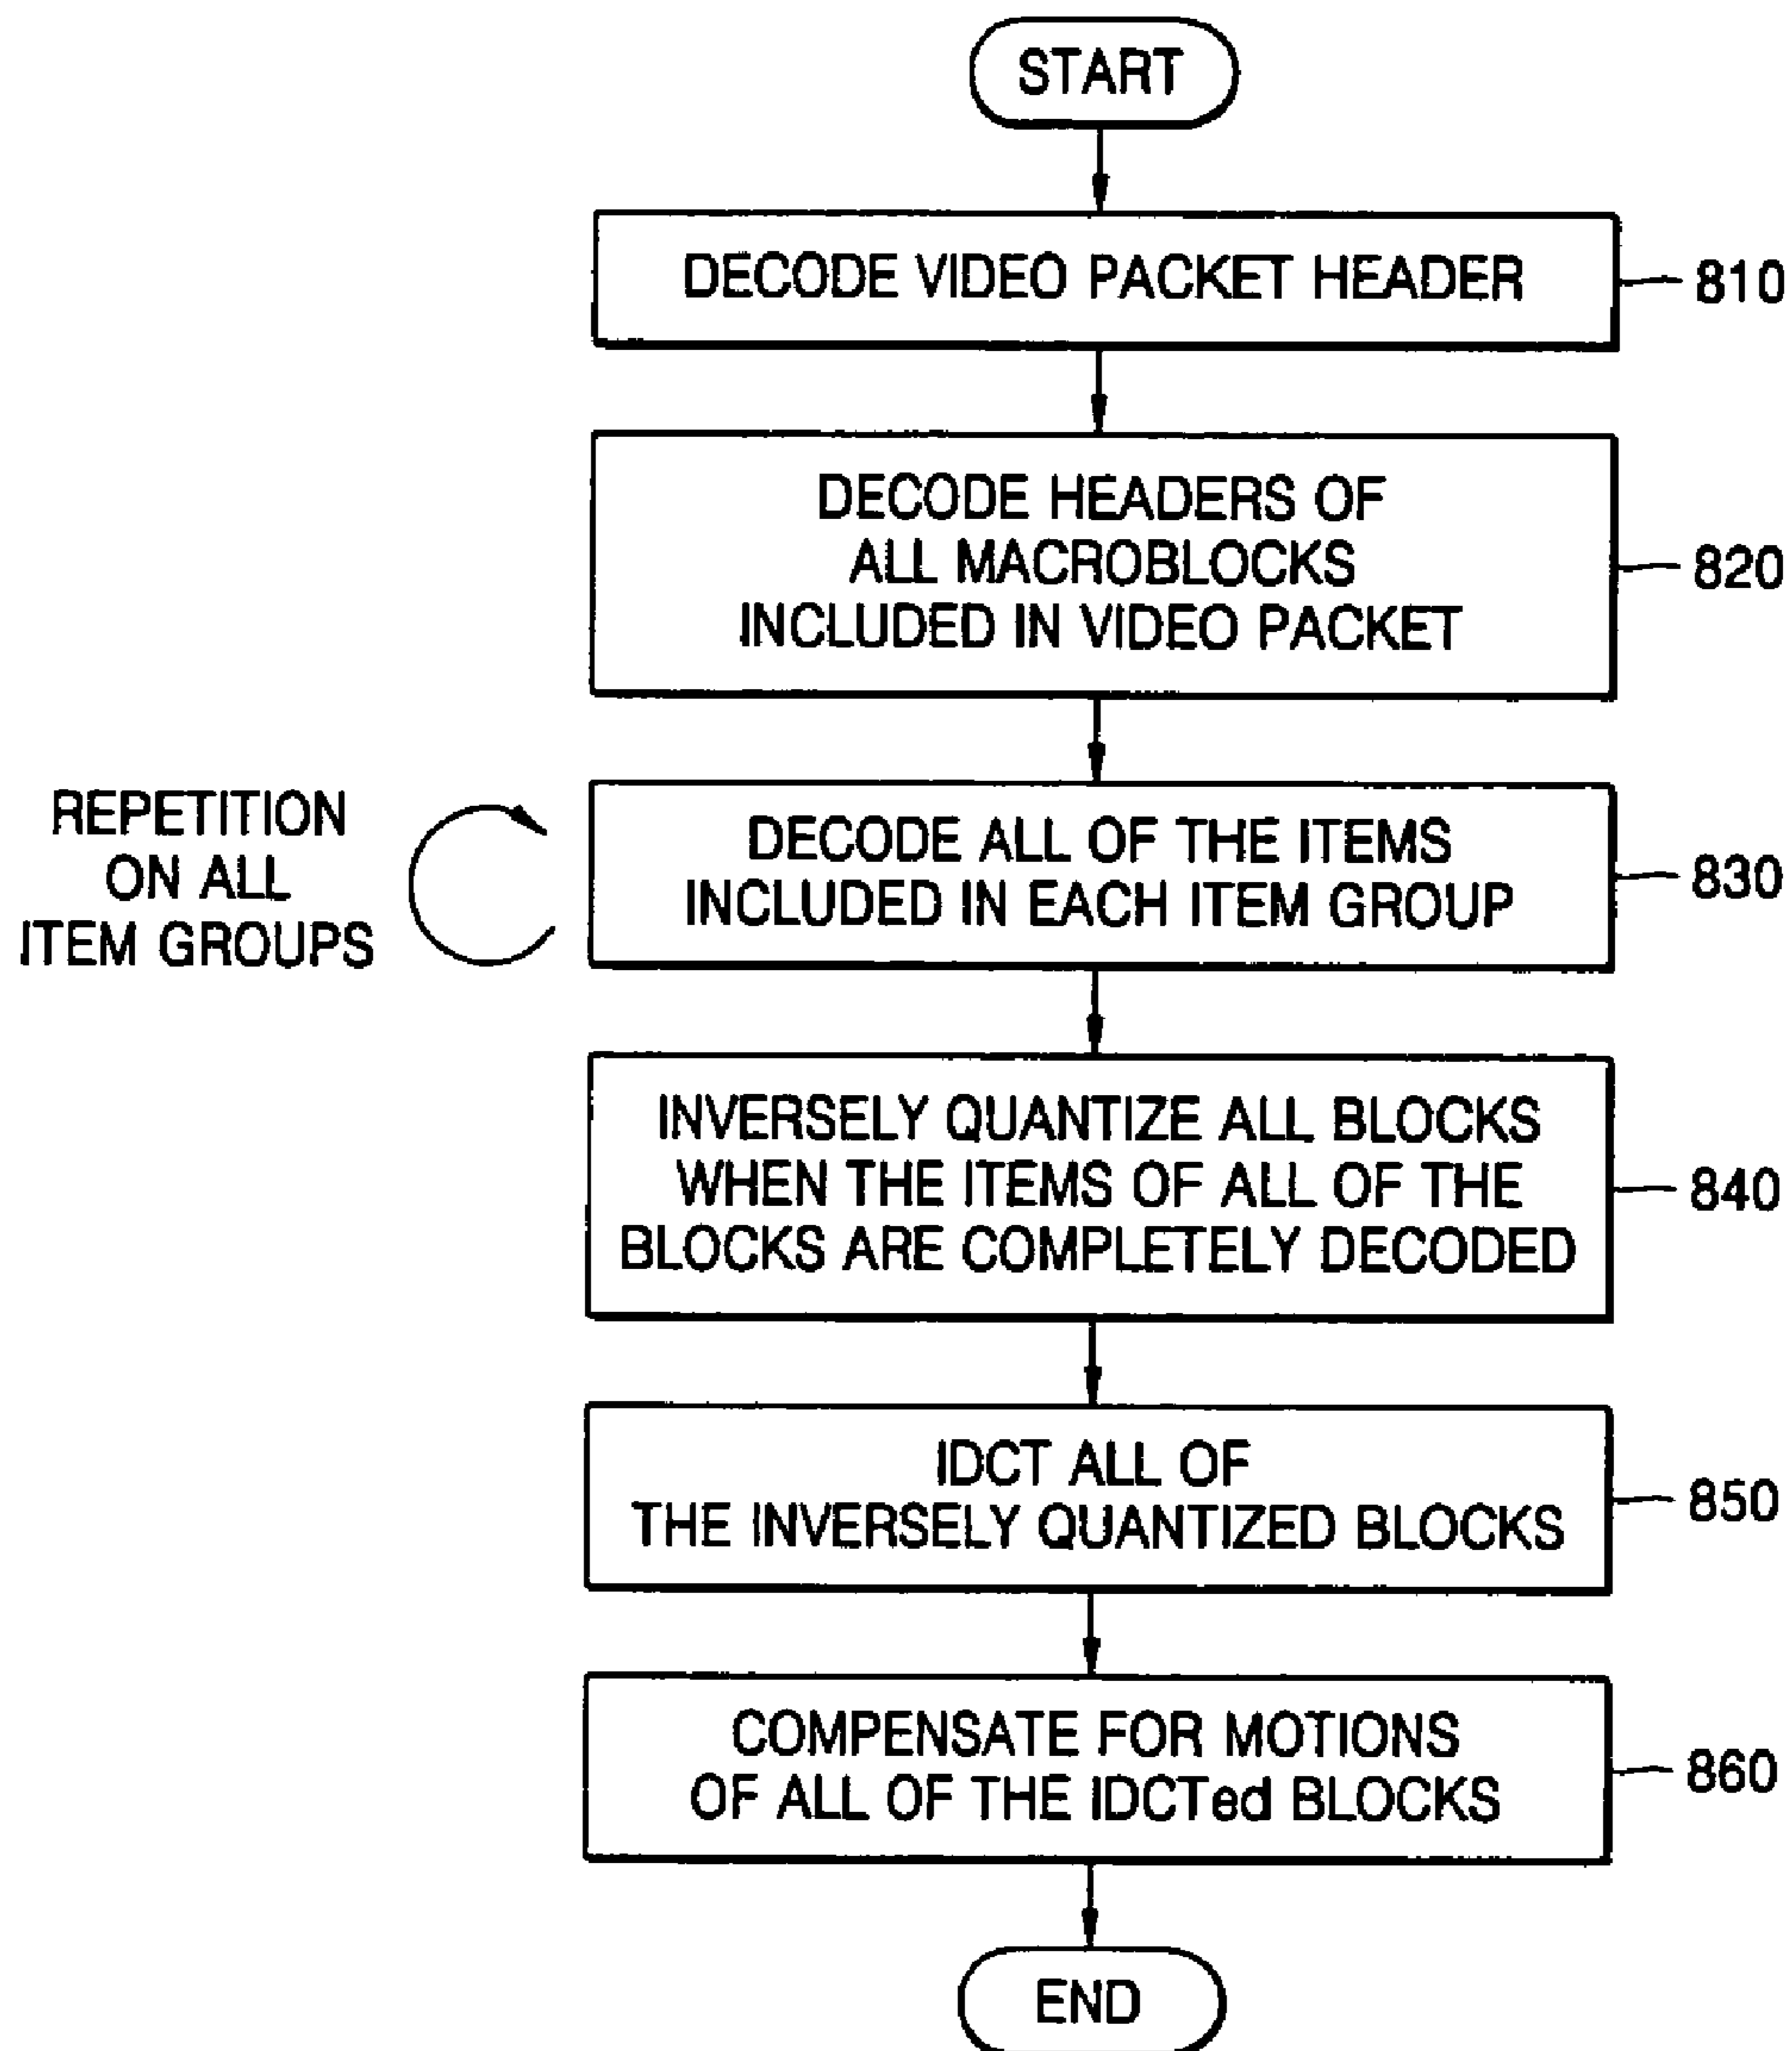 START
DECODE VIDEO PACKET HEADER
810
DECODE HEADERS OF
ALL MACROBLOCKS
INCLUDED IN VIDEO PACKET
820
REPETITION
ON ALL
ITEM GROUPS
DECODE ALL OF THE ITEMS
INCLUDED IN EACH ITEM GROUP
830
INVERSELY QUANTIZE ALL BLOCKS
WHEN THE ITEMS OF ALL OF THE
BLOCKS ARE COMPLETELY DECODED
840
IDCT ALL OF
THE INVERSELY QUANTIZED BLOCKS
850
COMPENSATE FOR MOTIONS
OF ALL OF THE IDCTed BLOCKS
860
END